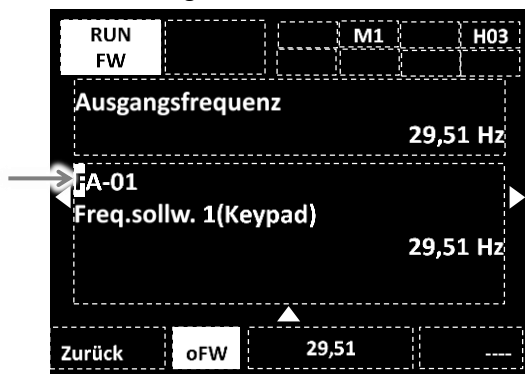 RUN M1 H03
FW
Ausgangsfrequenz
29,51 Hz
FA-01
Freq.sollw. 1(Keypad)
29,51 Hz
Zurück oFW 29,51 ----